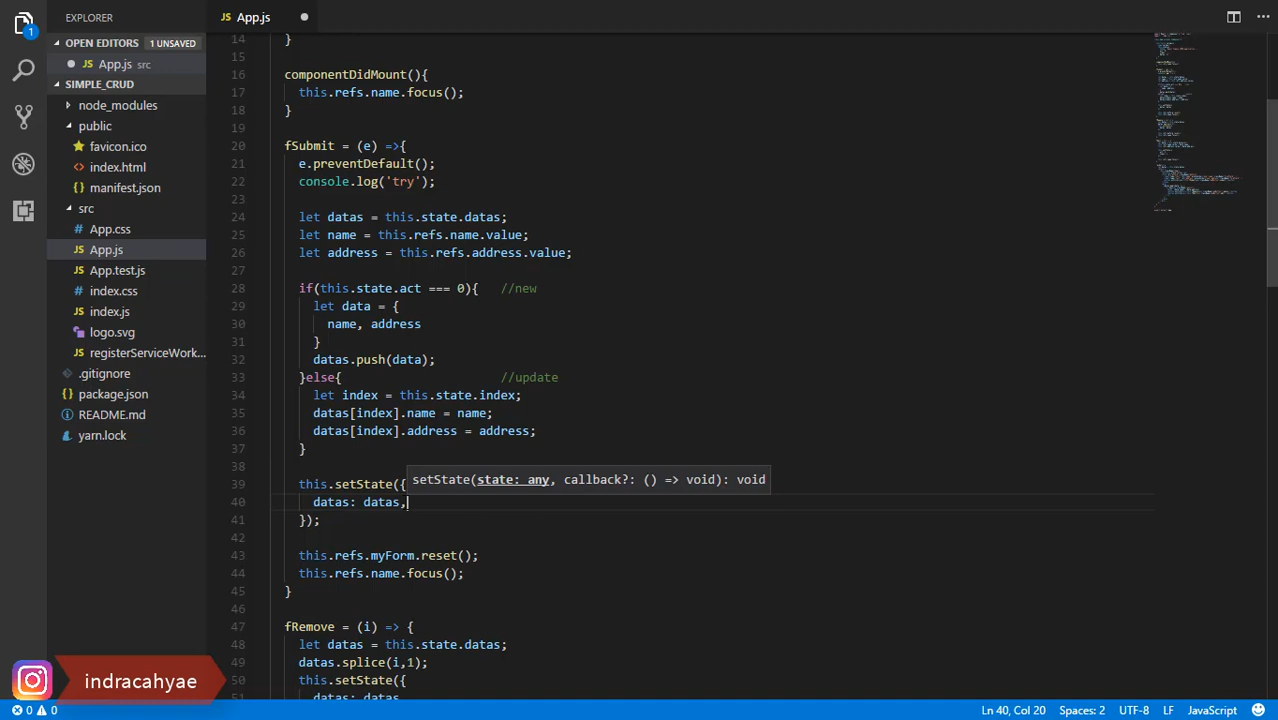 EXPLORER
OPEN EDITORS 1 UNSAVED
App.js src
SIMPLE_CRUD
node_modules
public
favicon.ico
index.html
manifest.json
src
App.css
App.js
App.test.js
index.css
index.js
logo.svg
registerServiceWork...
.gitignore
package.json
README.md
yarn.lock
1
JS App.js
14 }
15
16 componentDidMount(){
17 this.refs.name.focus();
18 }
19
20 fSubmit = (e) =>{
21 e.preventDefault();
22 console.log('try');
23
24 let datas = this.state.datas;
25 let name = this.refs.name.value;
26 let address = this.refs.address.value;
27
28 if(this.state.act === 0){ //new
29 let data = {
30 name, address
31 }
32 datas.push(data);
33 }else{ //update
34 let index = this.state.index;
35 datas[index].name = name;
36 datas[index].address = address;
37 }
38
39 this.setState({
setState(state: any, callback?: () => void): void
40 datas: datas,
41 });
42
43 this.refs.myForm.reset();
44 this.refs.name.focus();
45 }
46
47 fRemove = (i) => {
48 let datas = this.state.datas;
49 datas.splice(i,1);
50 this.setState({
51 datas: datas
indracahyae
0 0
Ln 40, Col 20 Spaces: 2 UTF-8 LF JavaScript